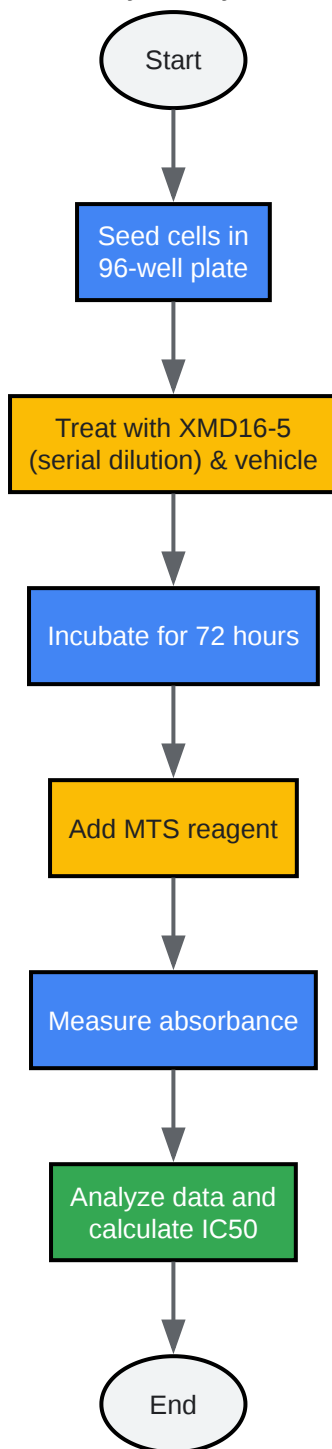 Start
Seed cells in
96-well plate
Treat with XMD16-5
(serial dilution) & vehicle
Incubate for 72 hours
Add MTS reagent
Measure absorbance
Analyze data and
calculate IC50
End